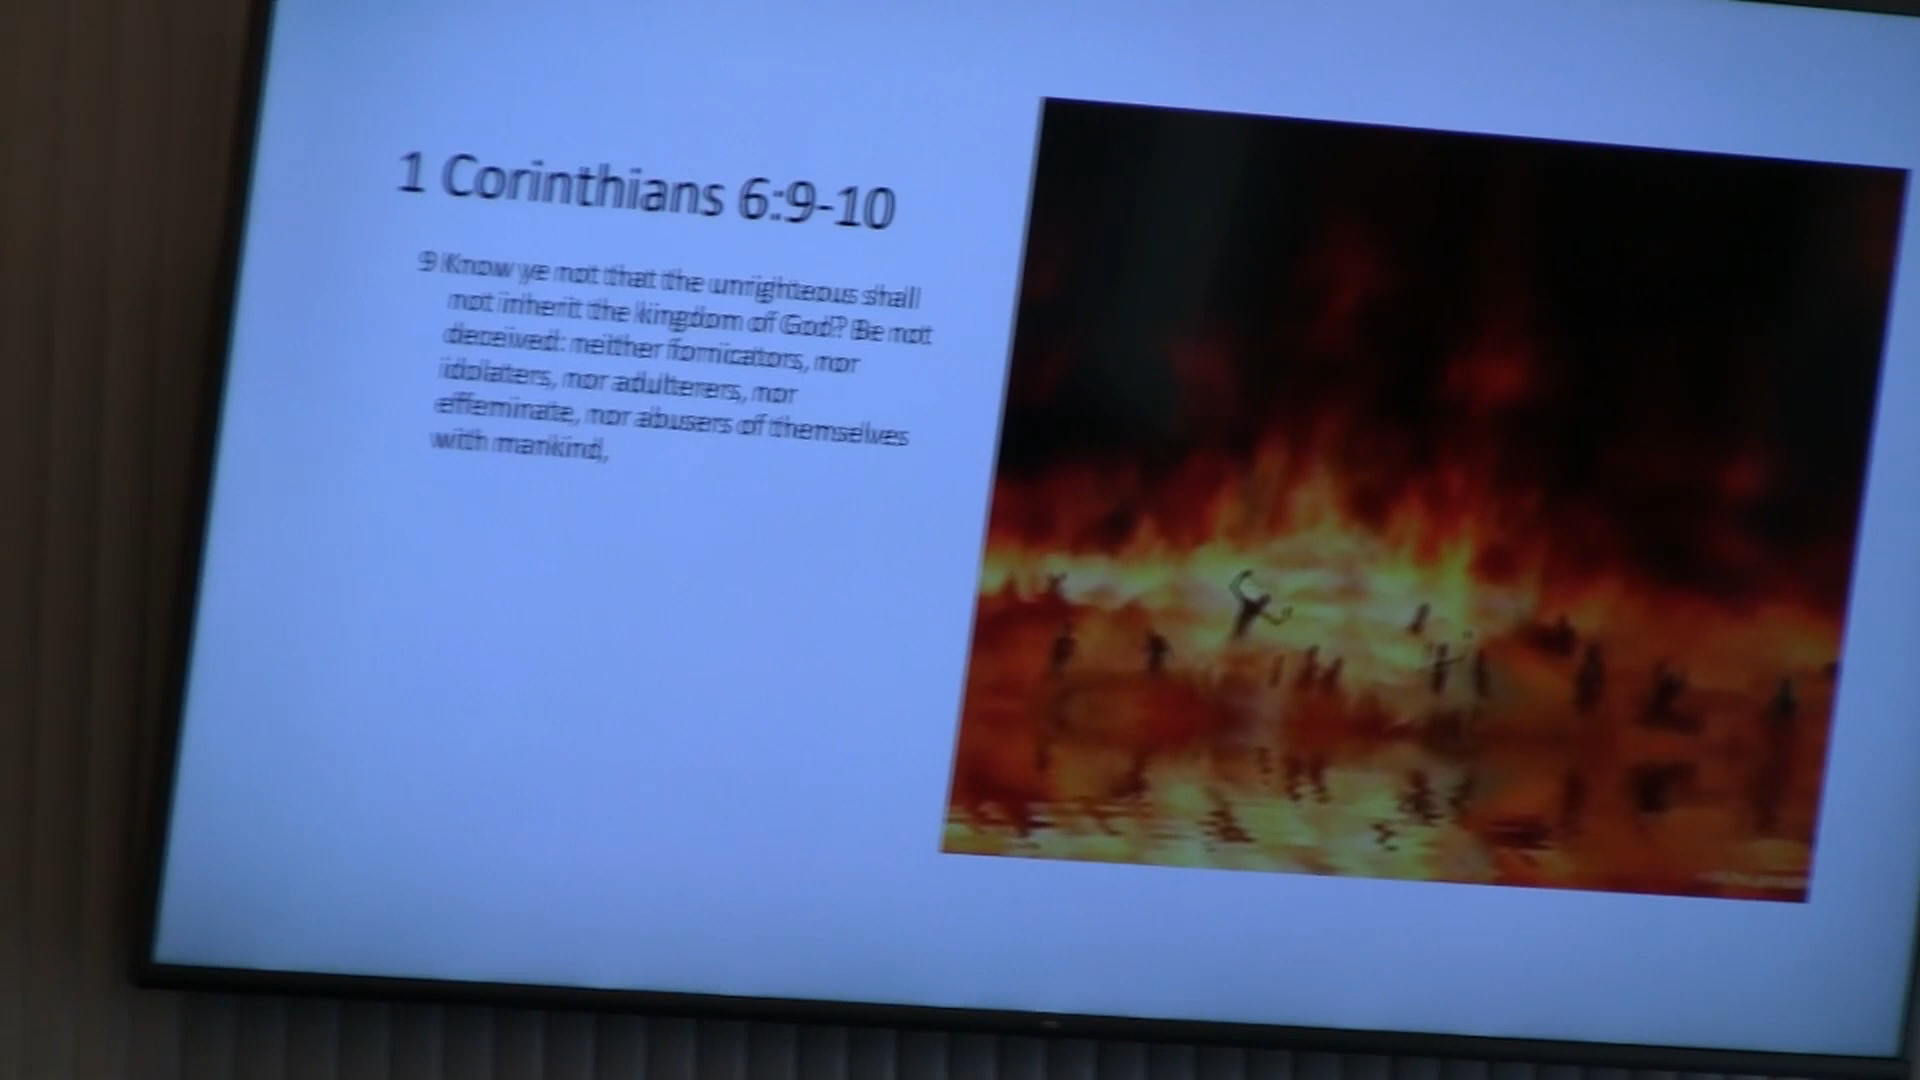 1 Corinthians 6:9-10
9 Know ye not that the unrighteous shall
not inherit the kingdom of God? Be not
deceived: neither fornicators, nor
idolaters, nor adulterers, nor
effeminate, nor abusers of themselves
with mankind,